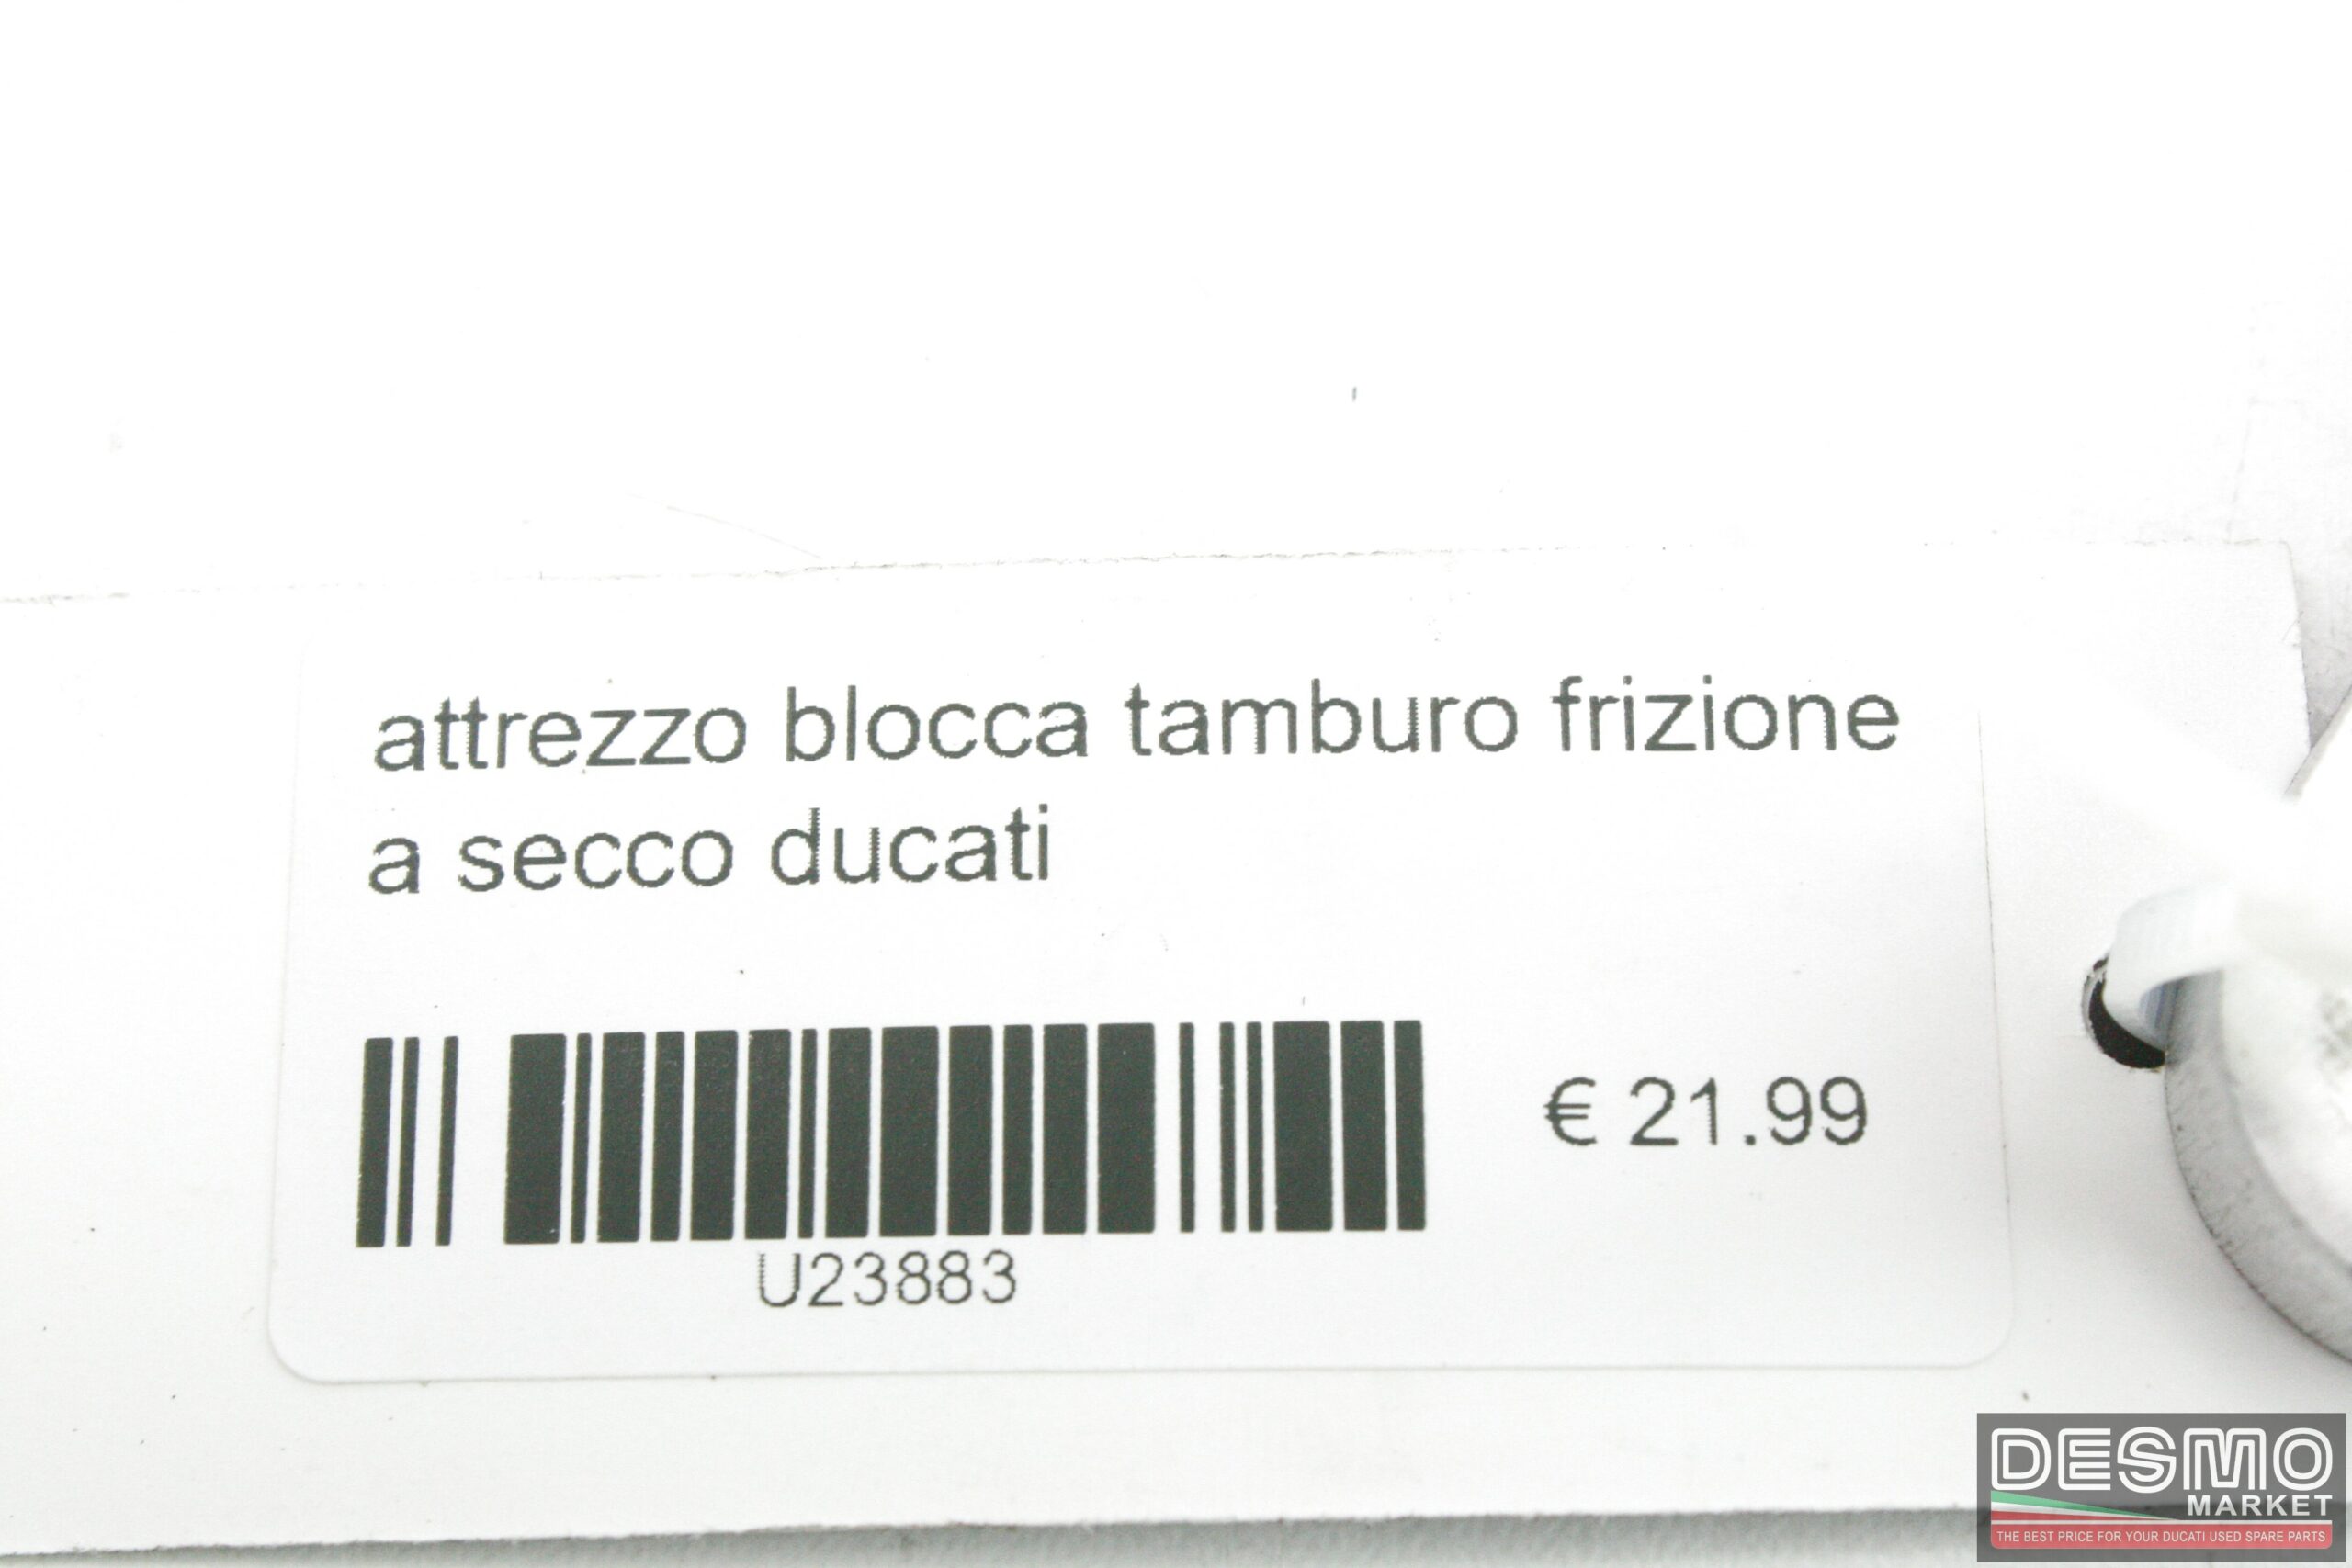 attrezzo blocca tamburo frizione
a secco ducati
€ 21.99
U23883
DESMO
MARKET
THE BEST PRICE FOR YOUR DUCATI USED SPARE PARTS